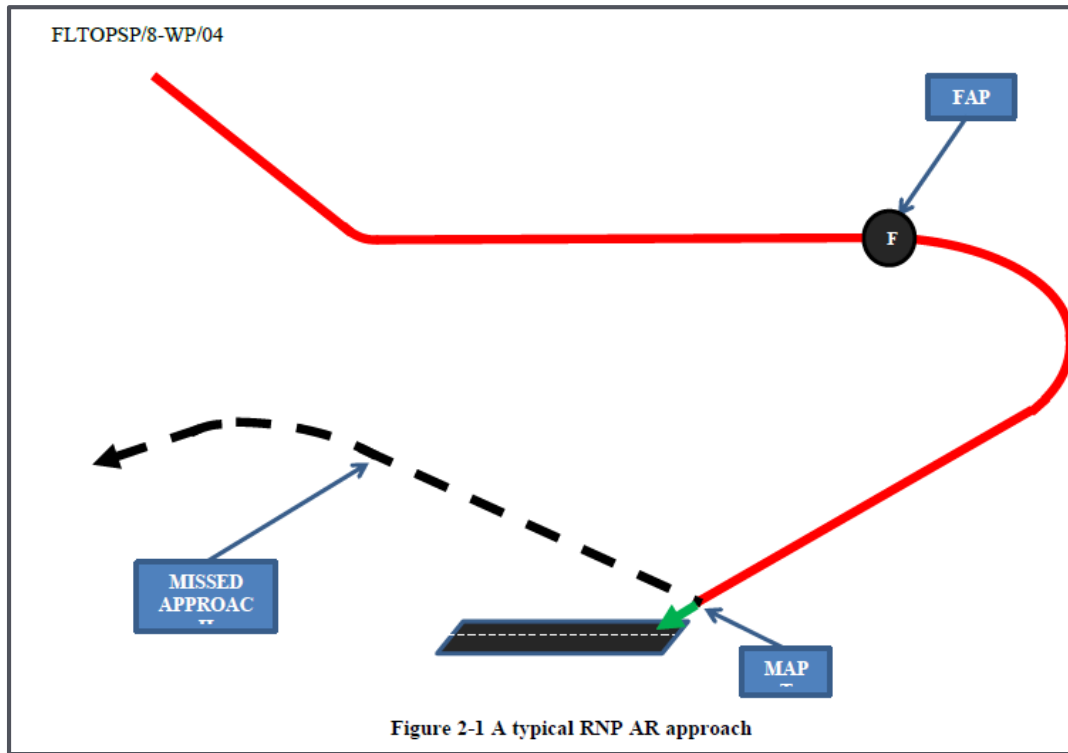 FLTOPSP/8-WP/04
FAP
F
MISSED
APPROAC
MAP
Figure 2-1 A typical RNP AR approach